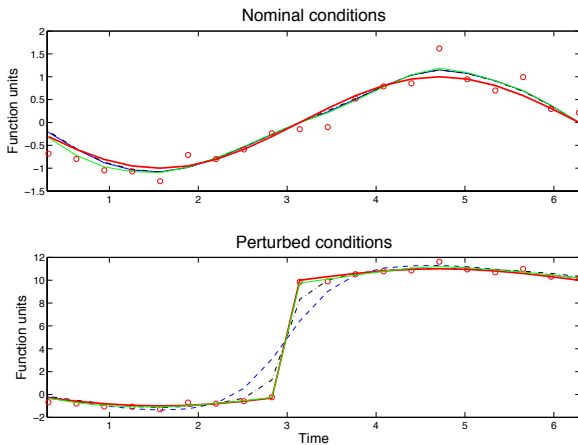 Nominal conditions
2
1.5
1
0.5
0
-0.5
-1
-1.5
Function units
1 2 3 4 5 6
Perturbed conditions
12
10
8
6
4
2
0
-2
Function units
1 2 3 4 5 6
Time